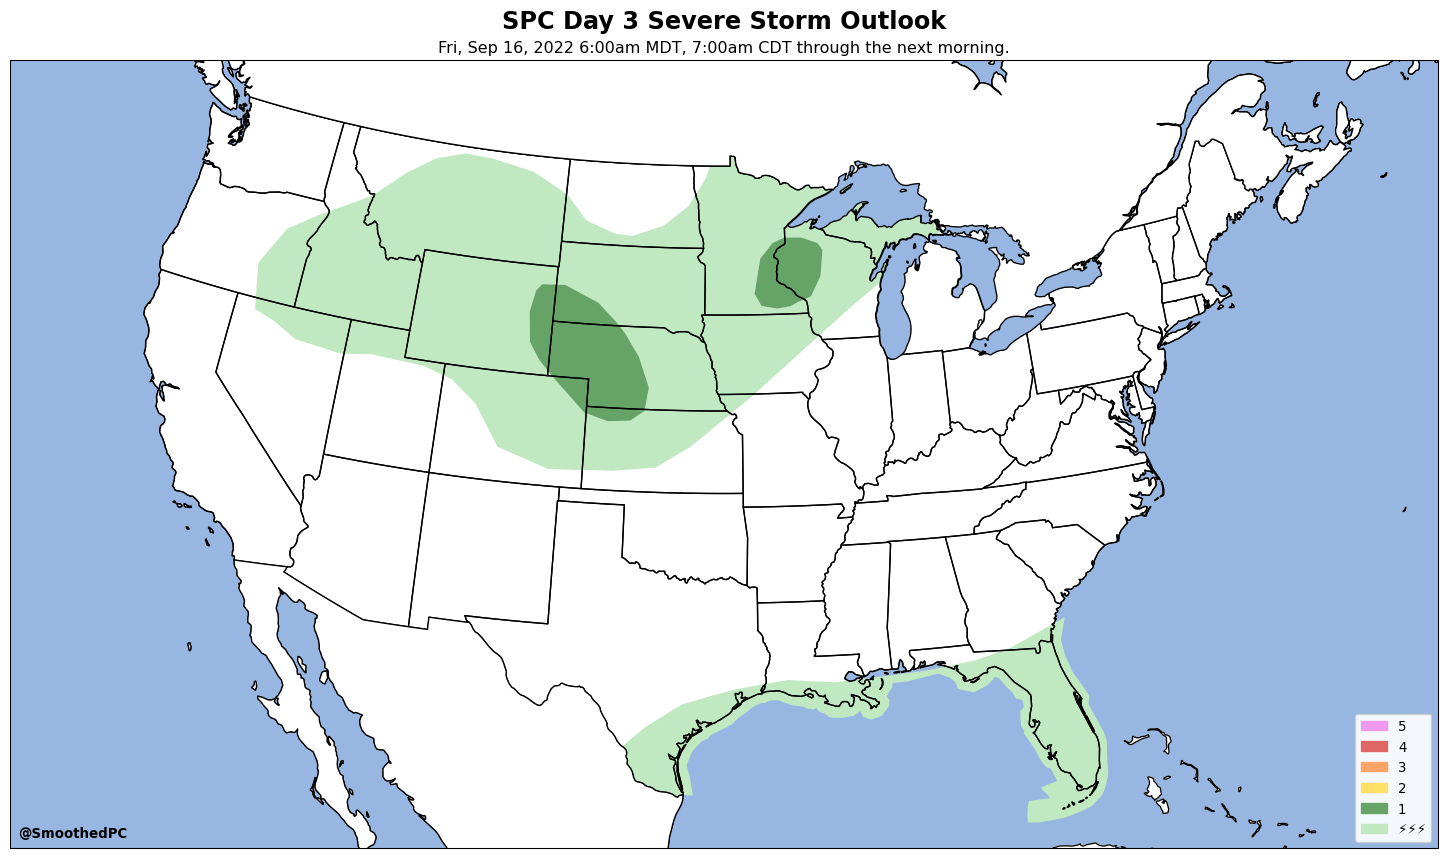 SPC Day 3 Severe Storm Outlook
Fri, Sep 16, 2022 6:00am MDT, 7:00am CDT through the next morning.
5
4
3
2
1
⚡⚡⚡
@SmoothedPC